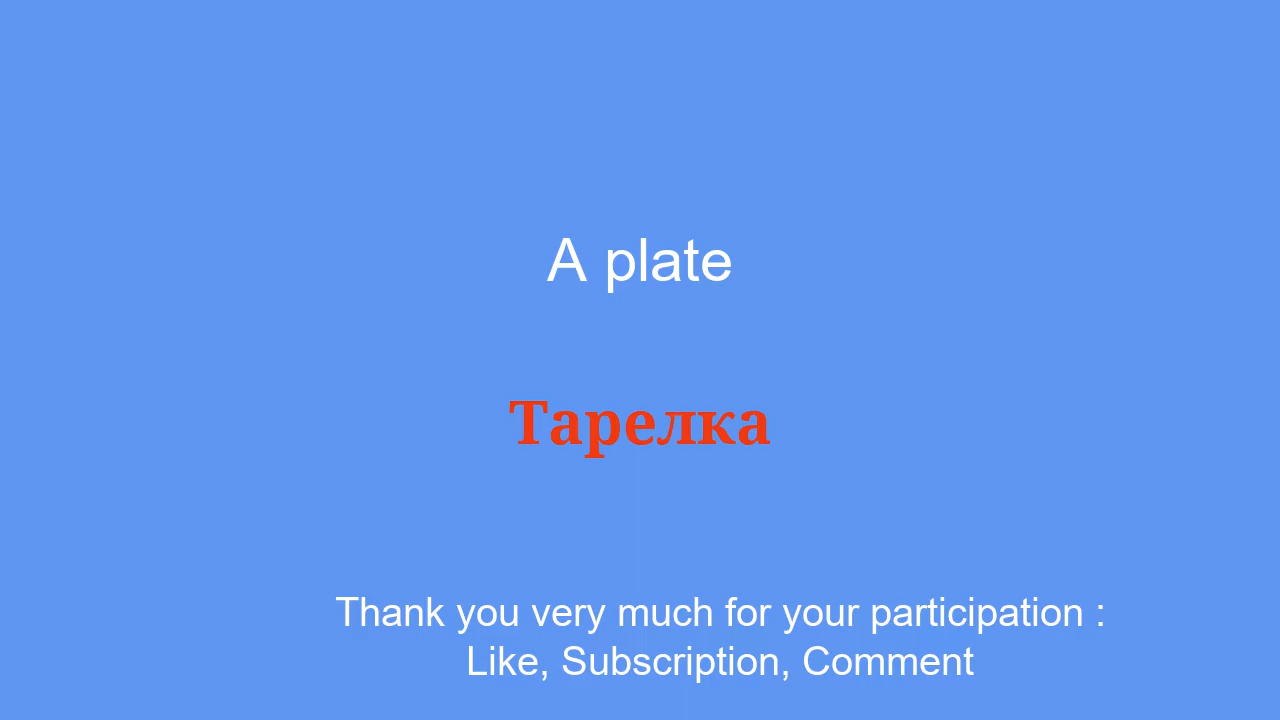 A plate
Тарелка
Thank you very much for your participation :
Like, Subscription, Comment